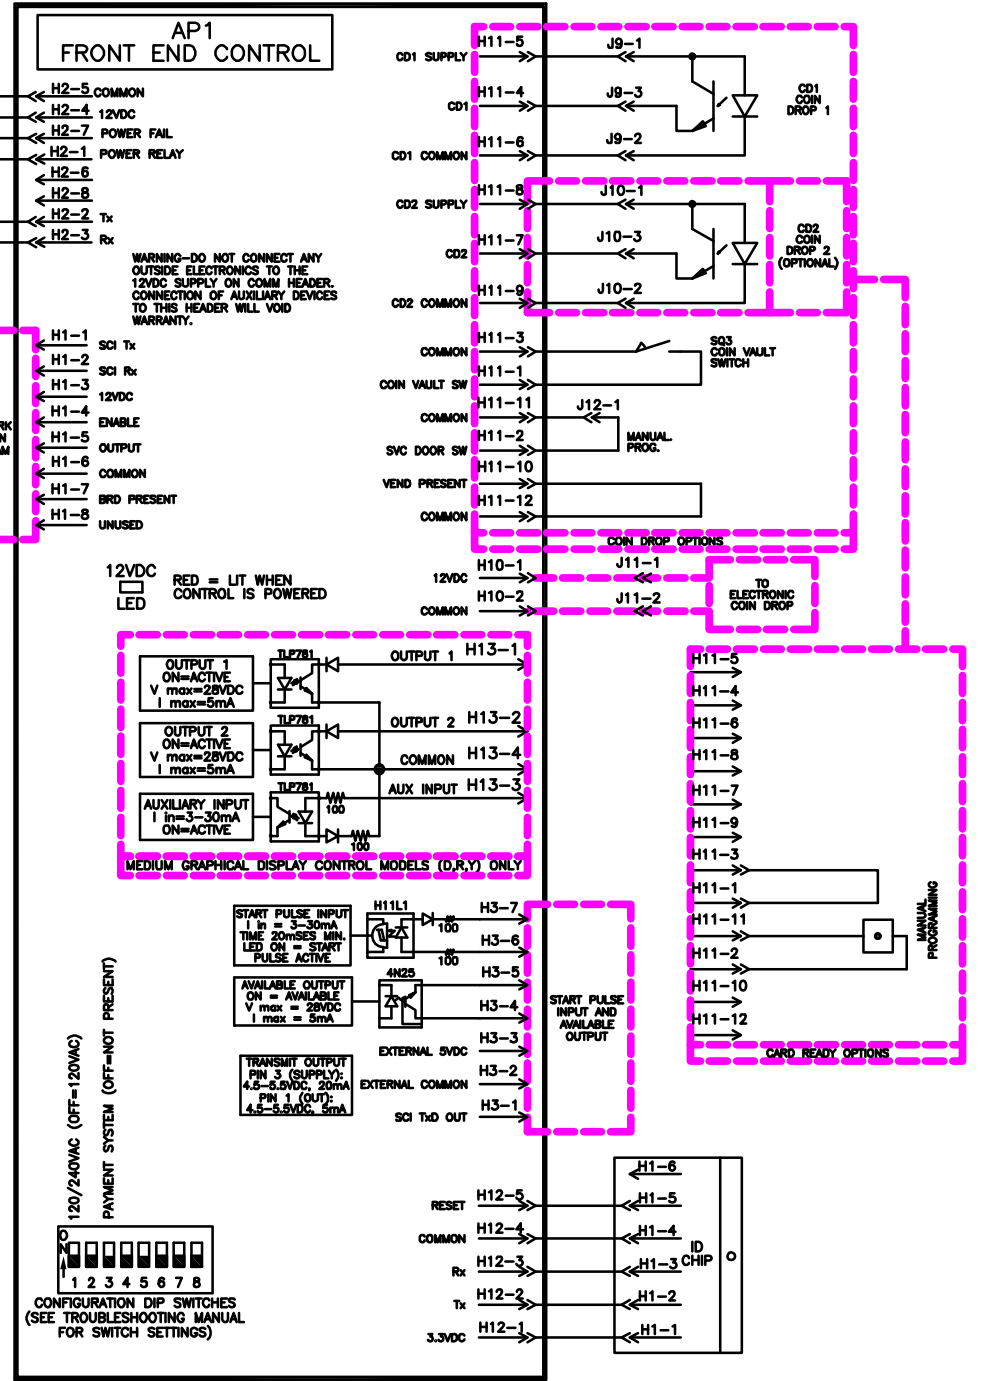 AP1
FRONT END CONTROL
H2-5 COMMON
H2-4 12VDC
H2-7 POWER FAIL
H2-1 POWER RELAY
H2-6
H2-8
H2-2 Tx
H2-3 Rx
WARNING-DO NOT CONNECT ANY
OUTSIDE ELECTRONICS TO THE
12VDC SUPPLY ON COMM HEADER.
CONNECTION OF AUXILIARY DEVICES
TO THIS HEADER WILL VOID
WARRANTY.
H1-1 SCI Tx
H1-2 SCI Rx
H1-3 12VDC
H1-4 ENABLE
H1-5 OUTPUT
H1-6 COMMON
H1-7 BRD PRESENT
H1-8 UNUSED
RK
N
AM
12VDC
LED
RED = LIT WHEN
CONTROL IS POWERED
CD1 SUPPLY H11-5 J9-1
CD1 H11-4 J9-3
CD1 COMMON H11-6 J9-2
CD1
COIN
DROP 1
CD2 SUPPLY H11-8 J10-1
CD2 H11-7 J10-3
CD2 COMMON H11-9 J10-2
CD2
COIN
DROP 2
(OPTIONAL)
COMMON H11-3
COIN VAULT SW H11-1
SQ3
COIN VAULT
SWITCH
COMMON H11-11 J12-1
SVC DOOR SW H11-2
MANUAL.
PROG.
VEND PRESENT H11-10
COMMON H11-12
COIN DROP OPTIONS
12VDC H10-1 J11-1
COMMON H10-2 J11-2
TO
ELECTRONIC
COIN DROP
OUTPUT 1
ON=ACTIVE
V max=28VDC
I max=5mA
TLP781
OUTPUT 1 H13-1
OUTPUT 2
ON=ACTIVE
V max=28VDC
I max=5mA
TLP781
OUTPUT 2 H13-2
COMMON H13-4
AUXILIARY INPUT
I in=3-30mA
ON=ACTIVE
TLP781
AUX INPUT H13-3
100
100
MEDIUM GRAPHICAL DISPLAY CONTROL MODELS (D,R,Y) ONLY
START PULSE INPUT
I in = 3-30mA
TIME 20mSES MIN.
LED ON = START
PULSE ACTIVE
H11L1
100
100
H3-7
H3-6
AVAILABLE OUTPUT
ON = AVAILABLE
V max = 28VDC
I max = 5mA
4N25
H3-5
H3-4
EXTERNAL 5VDC H3-3
EXTERNAL COMMON H3-2
SCI TxD OUT H3-1
TRANSMIT OUTPUT
PIN 3 (SUPPLY):
4.5-5.5VDC, 20mA
PIN 1 (OUT):
4.5-5.5VDC, 5mA
START PULSE
INPUT AND
AVAILABLE
OUTPUT
H11-5
H11-4
H11-6
H11-8
H11-7
H11-9
H11-3
H11-1
H11-11
H11-2
H11-10
H11-12
MANUAL
PROGRAMMING
CARD READY OPTIONS
120/240VAC (OFF=120VAC)
PAYMENT SYSTEM (OFF=NOT PRESENT)
ON
1 2 3 4 5 6 7 8
CONFIGURATION DIP SWITCHES
(SEE TROUBLESHOOTING MANUAL
FOR SWITCH SETTINGS)
H1-6
RESET H12-5 H1-5
COMMON H12-4 H1-4
Rx H12-3 H1-3
Tx H12-2 H1-2
3.3VDC H12-1 H1-1
ID
CHIP